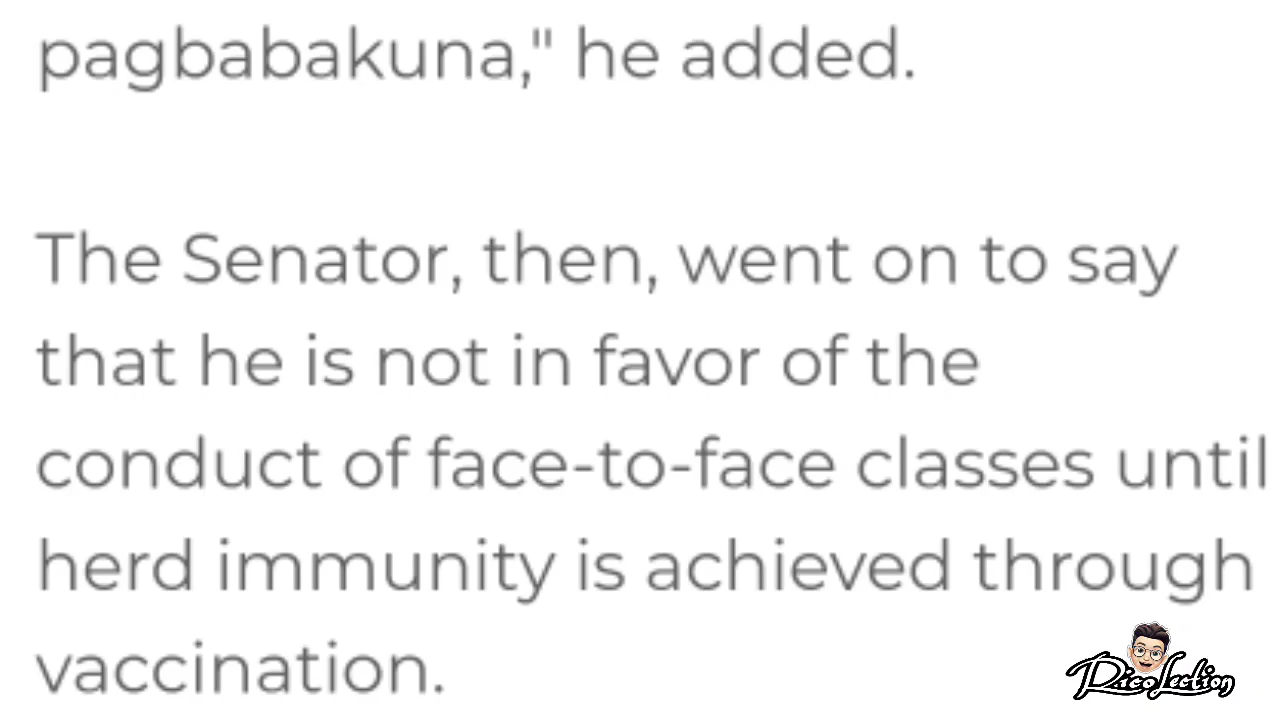 pagbabakuna," he added.
The Senator, then, went on to say
that he is not in favor of the
conduct of face-to-face classes until
herd immunity is achieved through
vaccination.
RicoLection